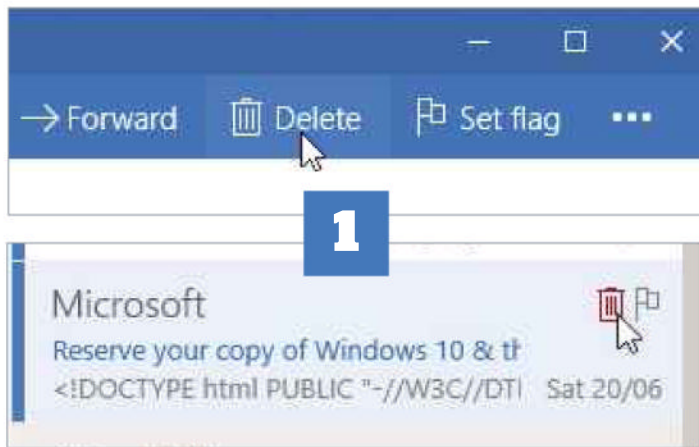 Forward Delete Set flag
1
Microsoft
Reserve your copy of Windows 10 & th
<!DOCTYPE html PUBLIC "-//W3C//DTI Sat 20/06